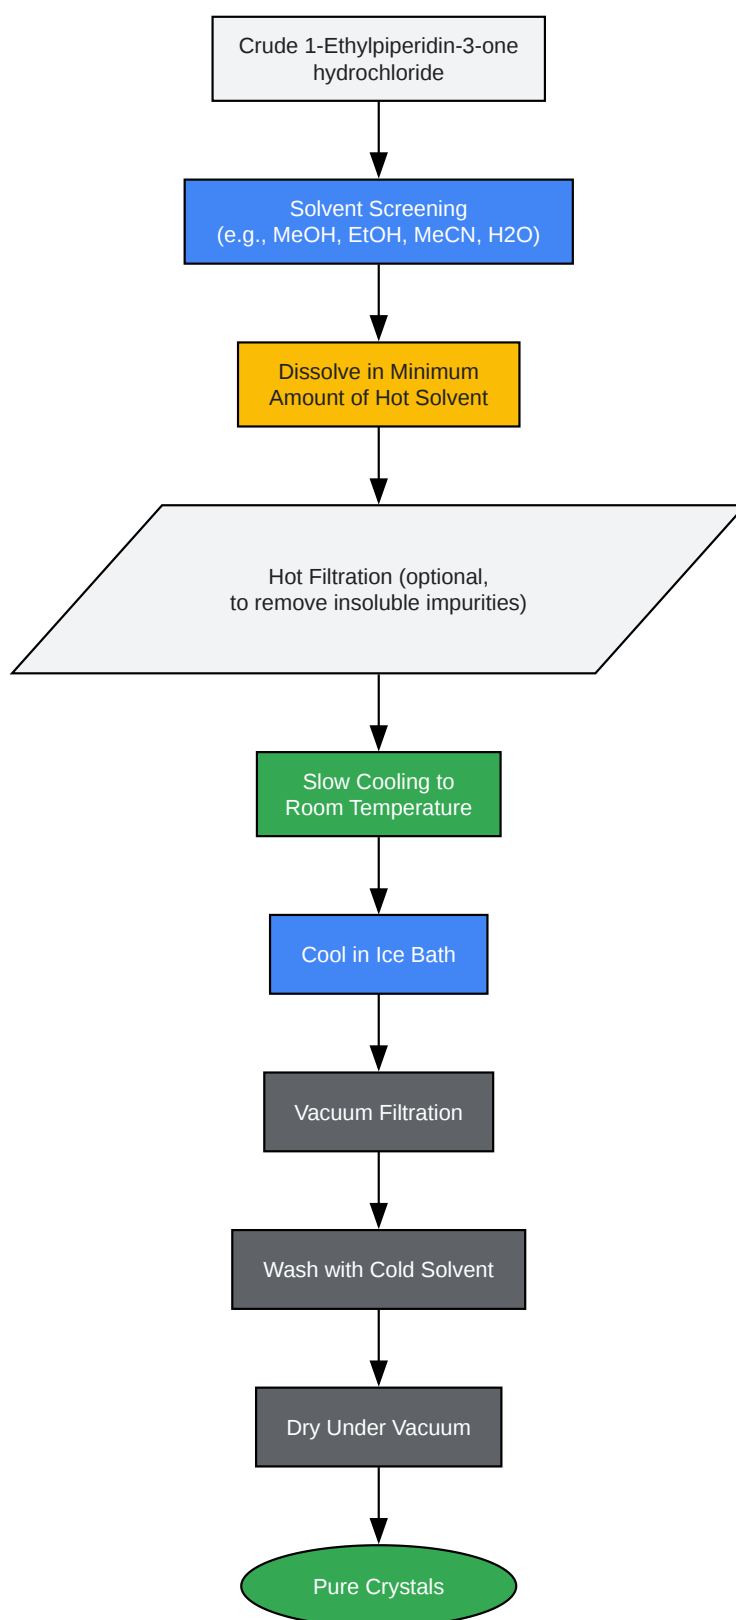 Crude 1-Ethylpiperidin-3-one
hydrochloride
Solvent Screening
(e.g., MeOH, EtOH, MeCN, H2O)
Dissolve in Minimum
Amount of Hot Solvent
Hot Filtration (optional,
to remove insoluble impurities)
Slow Cooling to
Room Temperature
Cool in Ice Bath
Vacuum Filtration
Wash with Cold Solvent
Dry Under Vacuum
Pure Crystals